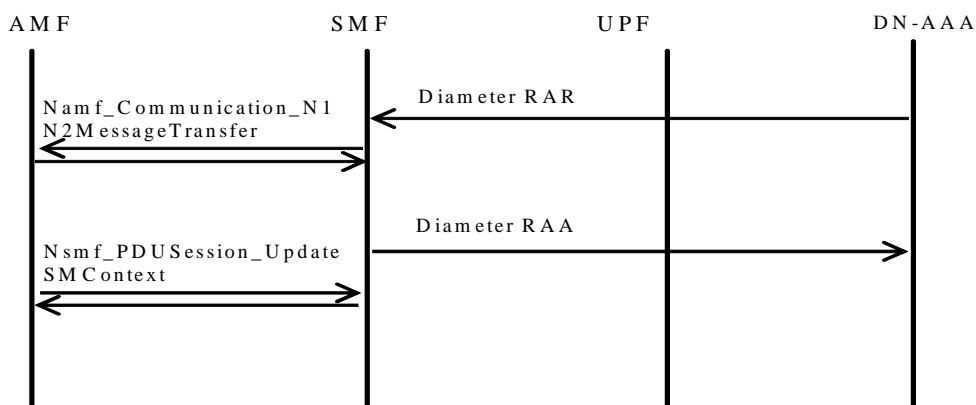 AMF
SMF
UPF
DN-AAA
Diameter RAR
Namf_Communication_N1
N2MessageTransfer
Diameter RAA
Nsmf_PDUSession_Update
SMContext